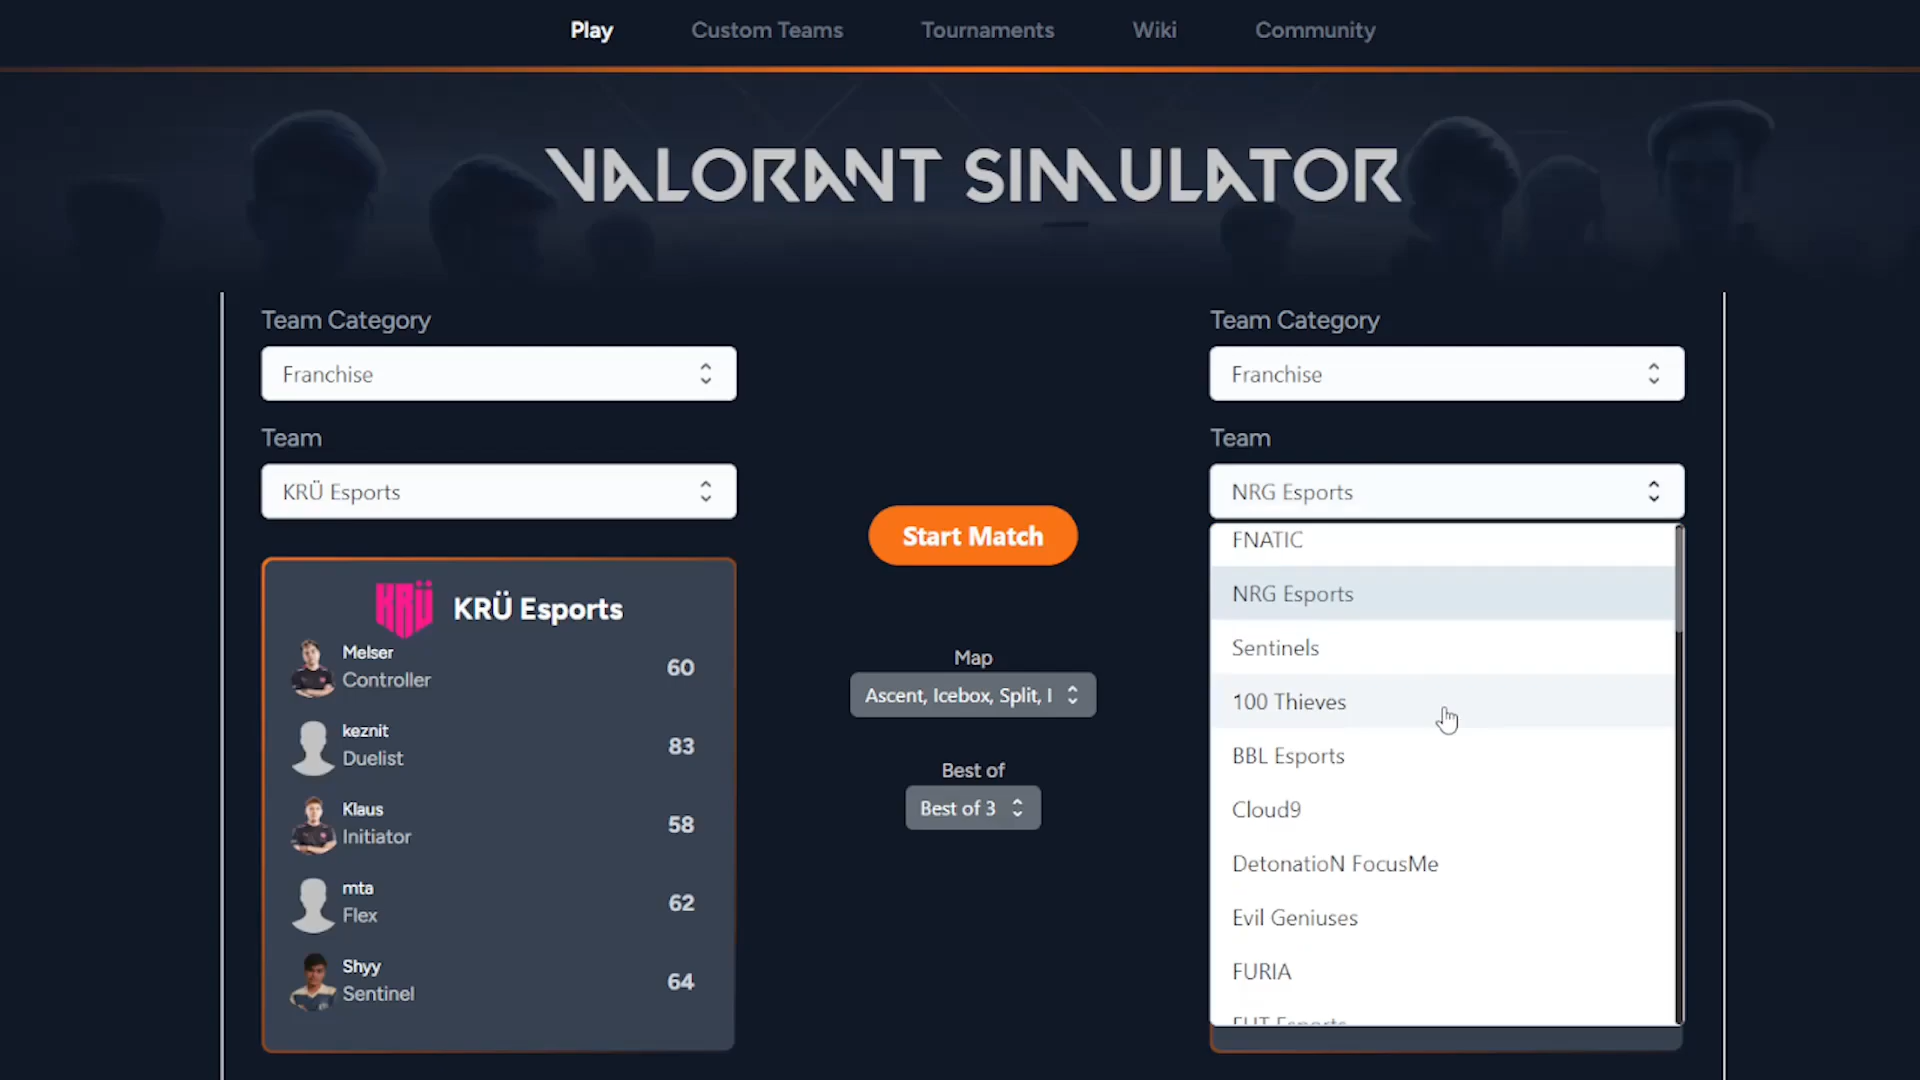 Play
Custom Teams
Tournaments
Wiki
Community
VALORANT SIMULATOR
Team Category
Franchise
Team
KRÜ Esports
KRÜ
KRÜ Esports
Melser
Controller
60
keznit
Duelist
83
Klaus
Initiator
58
mta
Flex
62
Shyy
Sentinel
64
Start Match
Map
Ascent, Icebox, Split, I
Best of
Best of 3
Team Category
Franchise
Team
NRG Esports
FNATIC
NRG Esports
Sentinels
100 Thieves
BBL Esports
Cloud9
DetonatioN FocusMe
Evil Geniuses
FURIA
FUT Esports